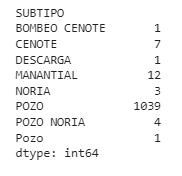 SUBTIPO
BOMBEO CENOTE 1
CENOTE 7
DESCARGA 1
MANANTIAL 12
NORIA 3
POZO 1039
POZO NORIA 4
Pozo 1
dtype: int64